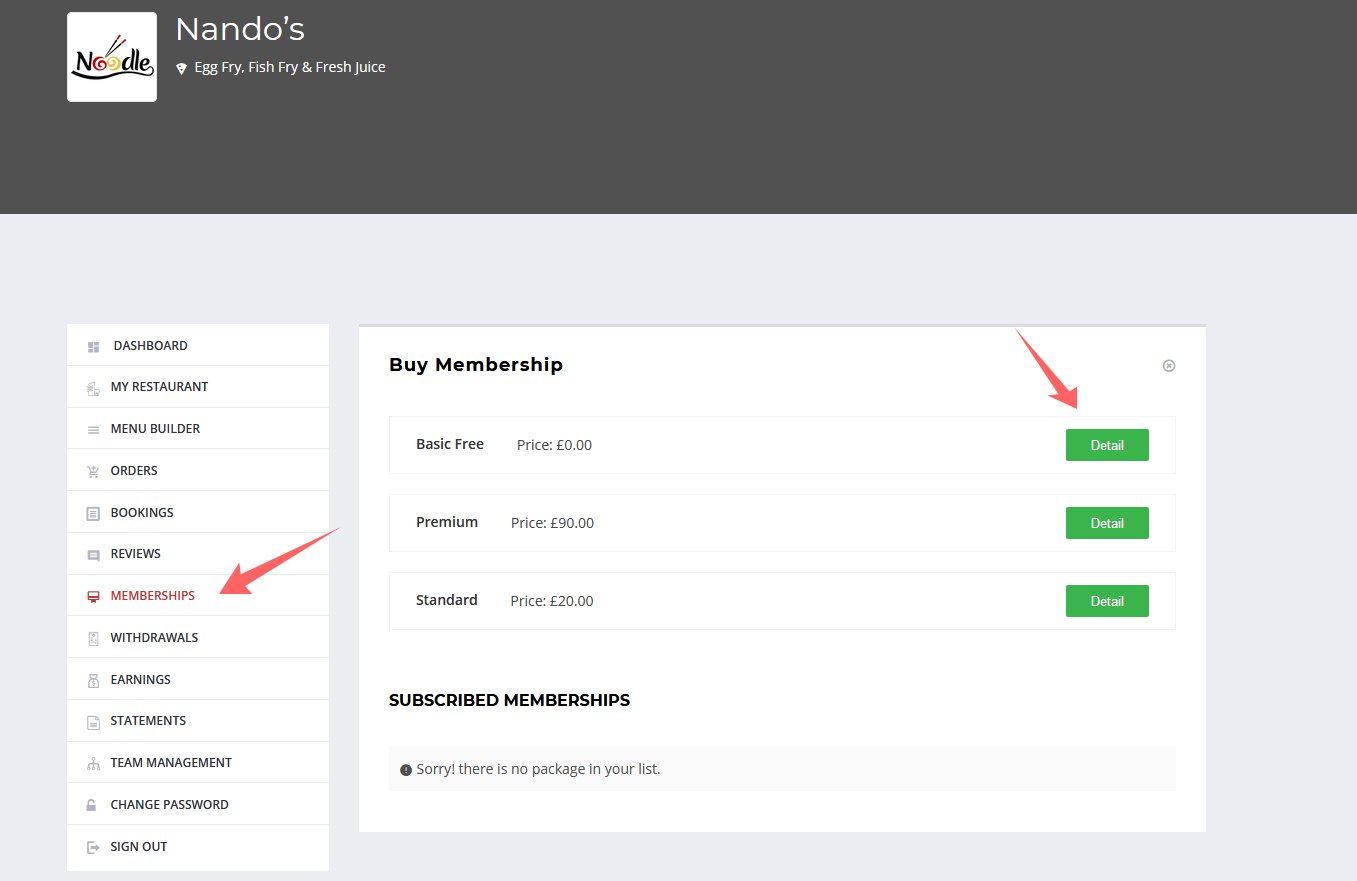 Noodle
Nando’s
Egg Fry, Fish Fry & Fresh Juice
DASHBOARD
MY RESTAURANT
MENU BUILDER
ORDERS
BOOKINGS
REVIEWS
MEMBERSHIPS
WITHDRAWALS
EARNINGS
STATEMENTS
TEAM MANAGEMENT
CHANGE PASSWORD
SIGN OUT
Buy Membership
Basic Free Price: £0.00 Detail
Premium Price: £90.00 Detail
Standard Price: £20.00 Detail
SUBSCRIBED MEMBERSHIPS
Sorry! there is no package in your list.